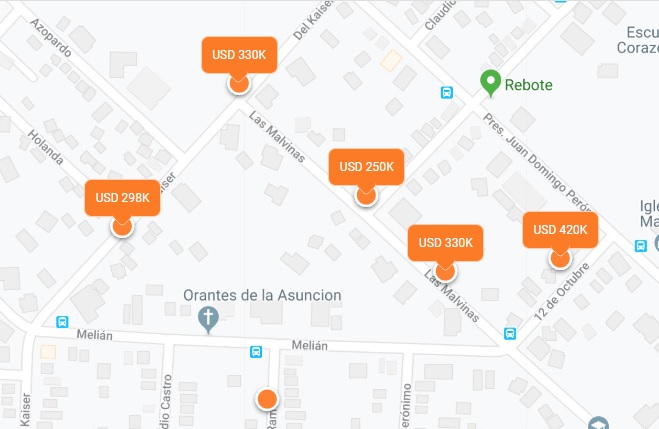 Azopardo
Del Kaiser
Claudio
Escu
Corazo
USD 330K
Rebote
Holanda
Las Malvinas
Pres. Juan Domingo Perón
USD 250K
aiser
USD 298K
Igle
Ma
USD 330K
USD 420K
Las Malvinas
12 de Octubre
Orantes de la Asuncion
Melián
Melián
Kaiser
dio Castro
Ram
erónimo